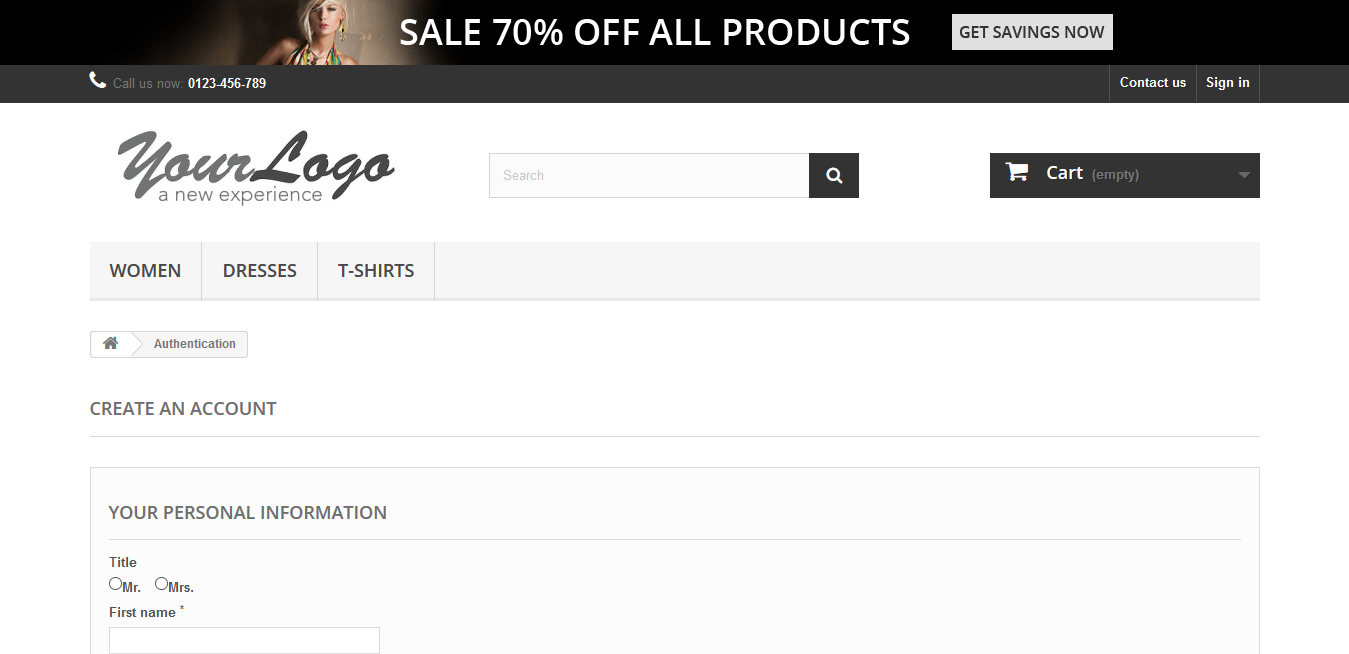 SALE 70% OFF ALL PRODUCTS GET SAVINGS NOW
Call us now: 0123-456-789 Contact us Sign in
Your Logo
a new experience
Search
Cart (empty)
WOMEN DRESSES T-SHIRTS
Authentication
CREATE AN ACCOUNT
YOUR PERSONAL INFORMATION
Title
Mr. Mrs.
First name *